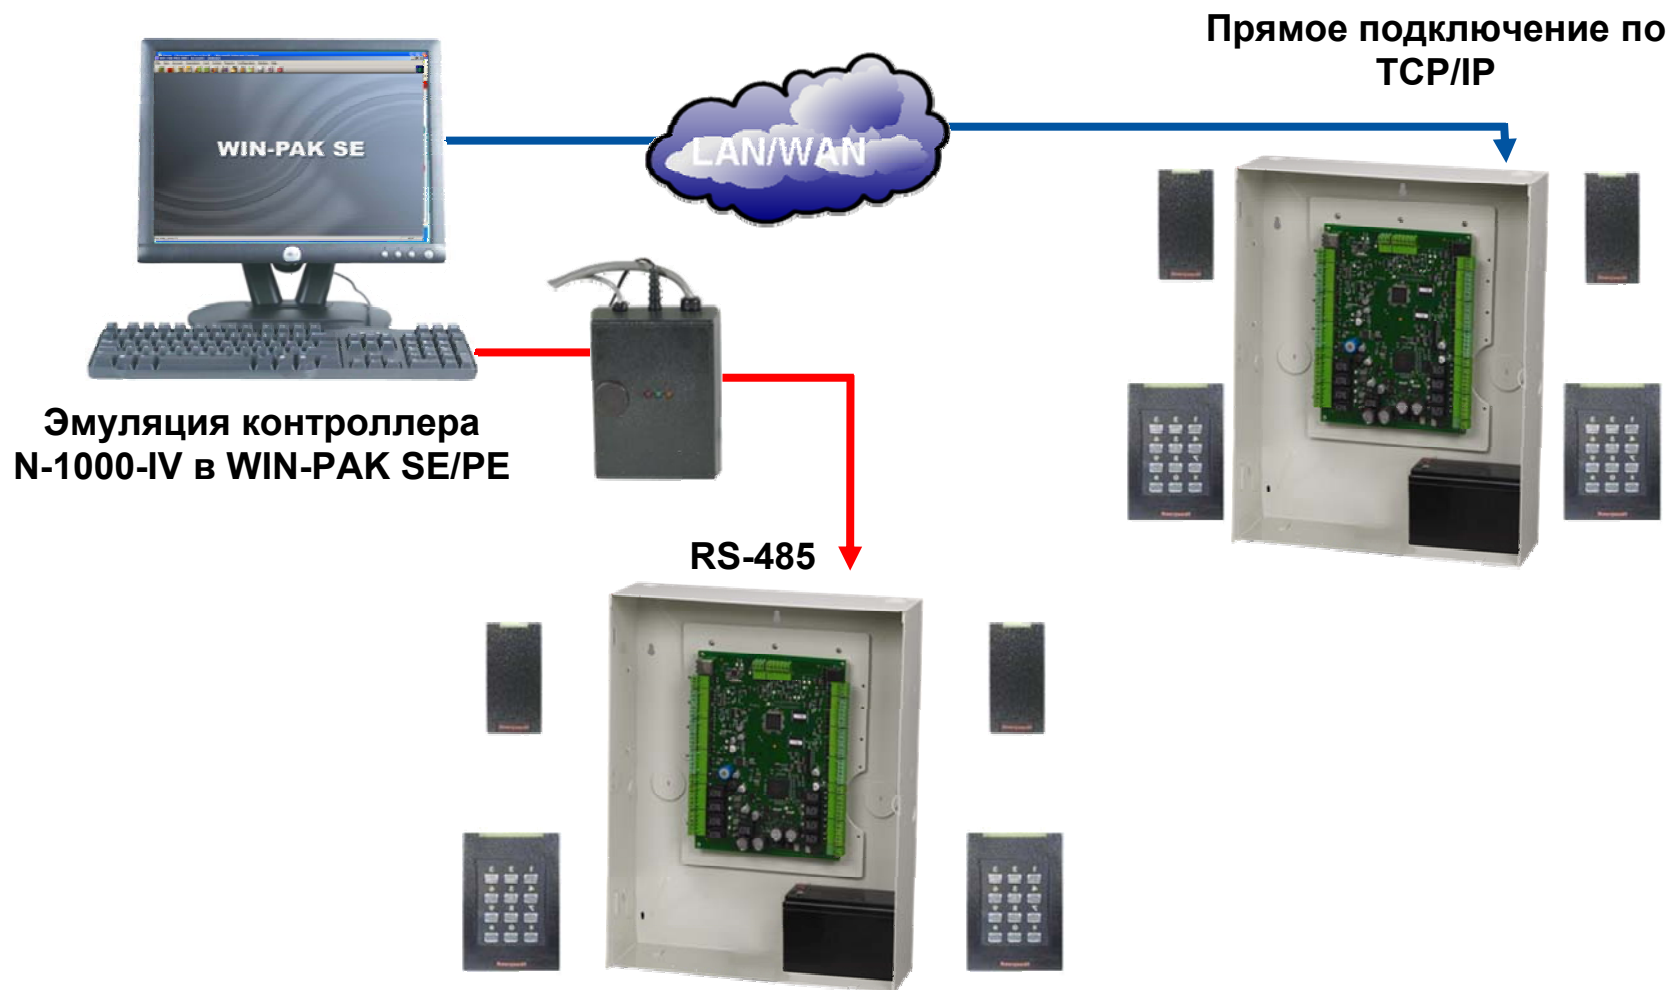 Прямое подключение по
TCP/IP
WIN-PAK SE
LAN/WAN
Эмуляция контроллера
N-1000-IV в WIN-PAK SE/PE
RS-485